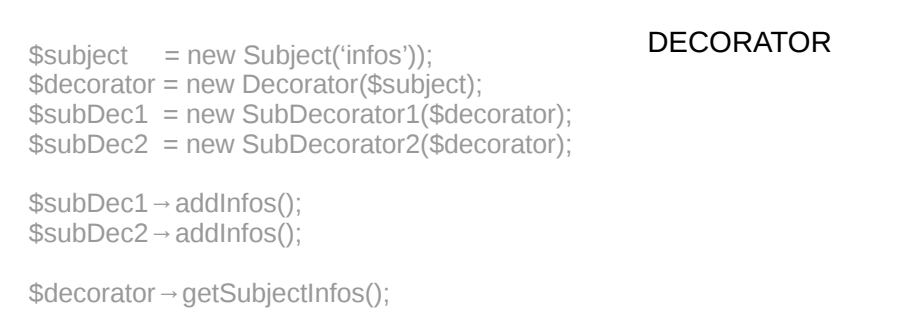 DECORATOR
$subject = new Subject(‘infos’));
$decorator = new Decorator($subject);
$subDec1 = new SubDecorator1($decorator);
$subDec2 = new SubDecorator2($decorator);
$subDec1→addInfos();
$subDec2→addInfos();
$decorator→getSubjectInfos();